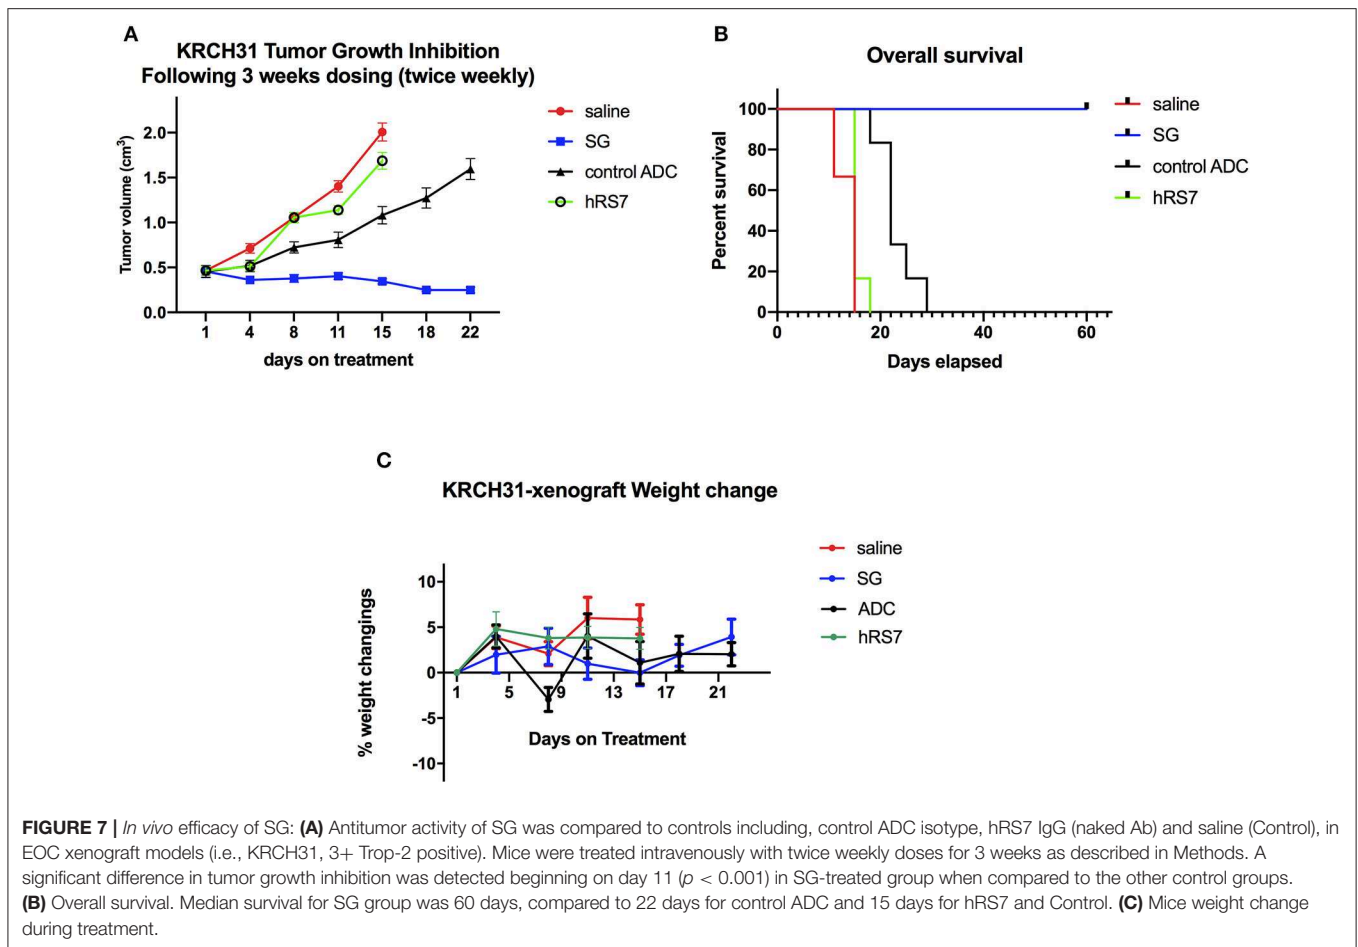 A
KRCH31 Tumor Growth Inhibition
Following 3 weeks dosing (twice weekly)
Tumor volume (cm³)
2.0
1.5
1.0
0.5
0.0
1 4 8 11 15 18 22
days on treatment
saline
SG
control ADC
hRS7
B
Overall survival
Percent survival
100
80
60
40
20
0
0 20 40 60
Days elapsed
saline
SG
control ADC
hRS7
C
KRCH31-xenograft Weight change
% weight changings
10
5
0
-5
-10
1 5 9 13 17 21
Days on Treatment
saline
SG
ADC
hRS7
FIGURE 7 | In vivo efficacy of SG: (A) Antitumor activity of SG was compared to controls including, control ADC isotype, hRS7 IgG (naked Ab) and saline (Control), in
EOC xenograft models (i.e., KRCH31, 3+ Trop-2 positive). Mice were treated intravenously with twice weekly doses for 3 weeks as described in Methods. A
significant difference in tumor growth inhibition was detected beginning on day 11 (p < 0.001) in SG-treated group when compared to the other control groups.
(B) Overall survival. Median survival for SG group was 60 days, compared to 22 days for control ADC and 15 days for hRS7 and Control. (C) Mice weight change
during treatment.